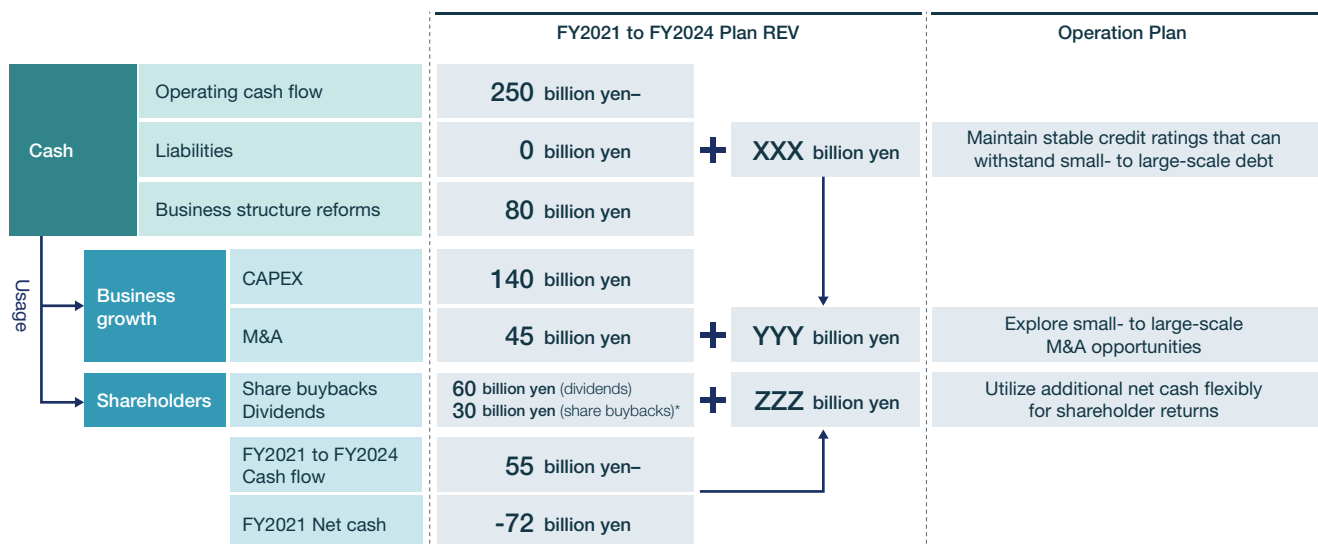 FY2021 to FY2024 Plan REV
Operation Plan
Cash
Operating cash flow
250 billion yen–
Liabilities
0 billion yen
+
XXX billion yen
Maintain stable credit ratings that can
withstand small- to large-scale debt
Business structure reforms
80 billion yen
Usage
Business
growth
CAPEX
140 billion yen
M&A
45 billion yen
+
YYY billion yen
Explore small- to large-scale
M&A opportunities
Shareholders
Share buybacks
Dividends
60 billion yen (dividends)
30 billion yen (share buybacks)*
+
ZZZ billion yen
Utilize additional net cash flexibly
for shareholder returns
FY2021 to FY2024
Cash flow
55 billion yen–
FY2021 Net cash
-72 billion yen